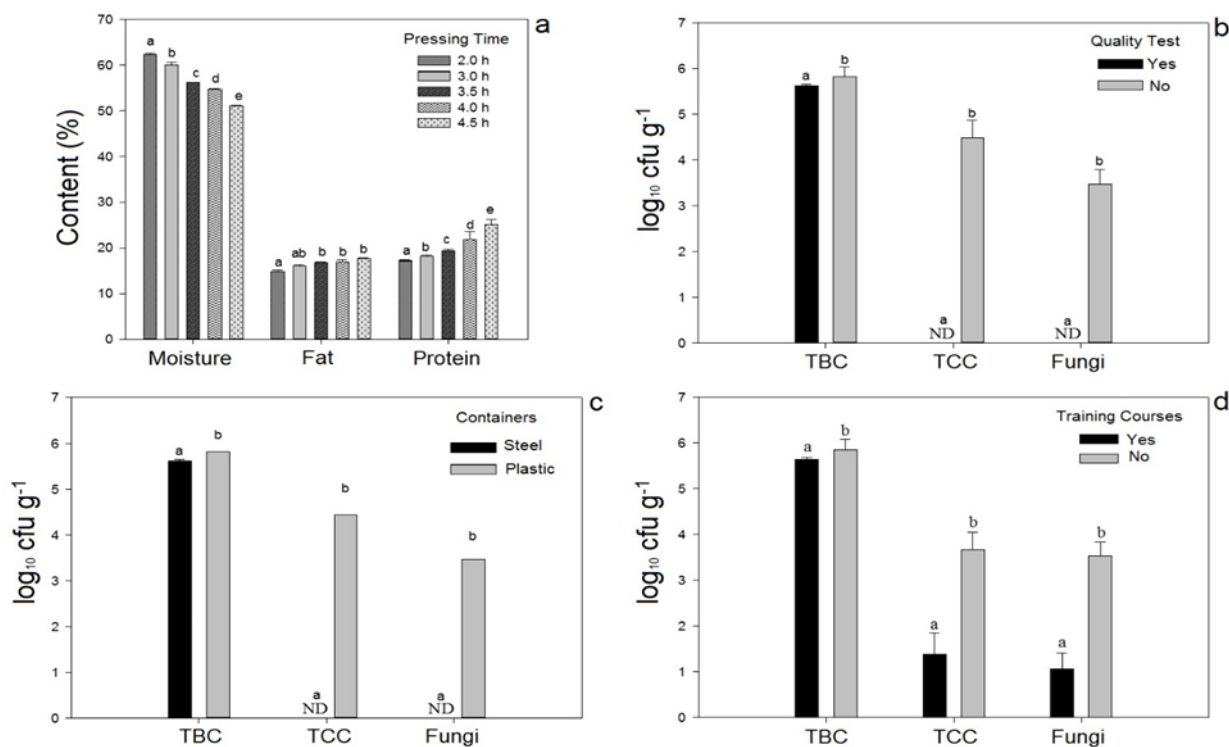 a
Content (%)
70
60
50
40
30
20
10
0
Pressing Time
2.0 h
3.0 h
3.5 h
4.0 h
4.5 h
a b c d e
a ab b b b
a b c d e
Moisture Fat Protein
b
log₁₀ cfu g⁻¹
7
6
5
4
3
2
1
0
Quality Test
Yes
No
a b
b
b
a
ND
a
ND
TBC TCC Fungi
c
log₁₀ cfu g⁻¹
7
6
5
4
3
2
1
0
Containers
Steel
Plastic
a b
b
b
a
ND
a
ND
TBC TCC Fungi
d
log₁₀ cfu g⁻¹
7
6
5
4
3
2
1
0
Training Courses
Yes
No
a b
a b
a b
TBC TCC Fungi